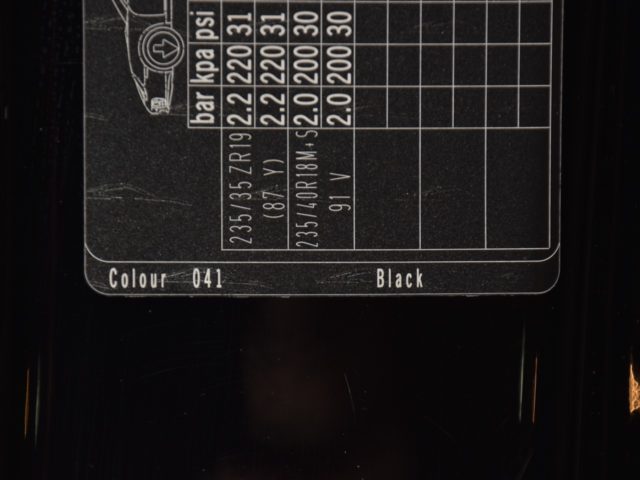 bar kpa psi
235/35 ZR19 2.2 220 31
(87 Y) 2.2 220 31
235/40R18M+S 2.0 200 30
91 V 2.0 200 30
Colour 041 Black